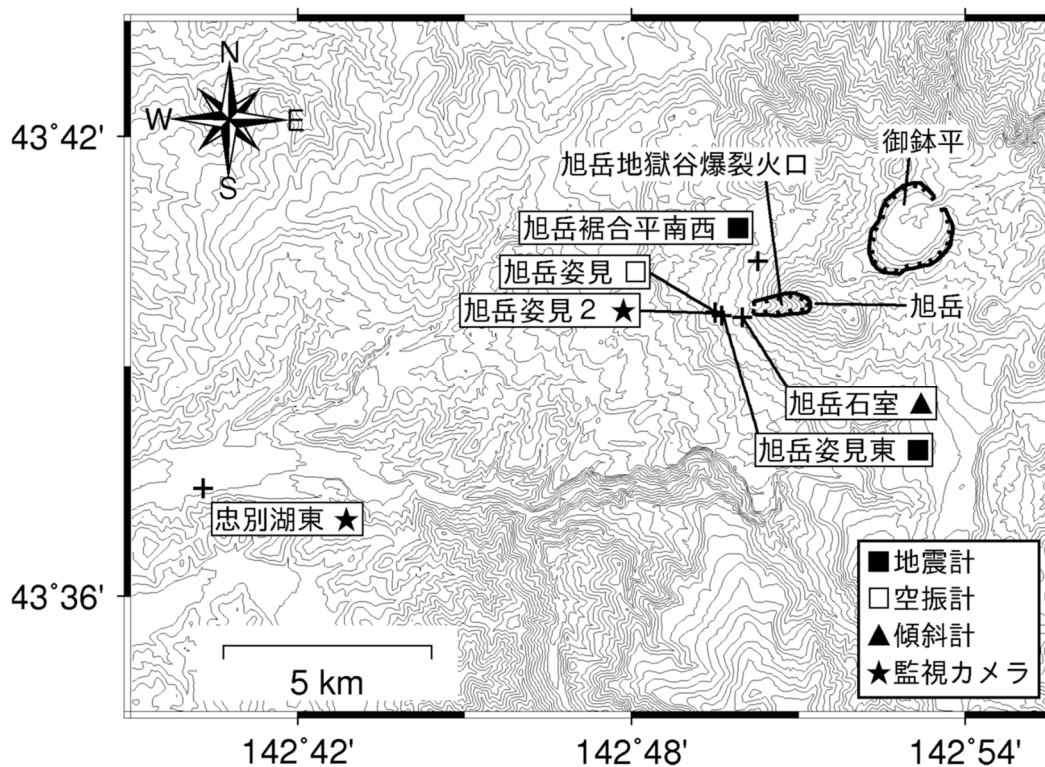 N
W E
S
43˚42'
御鉢平
旭岳地獄谷爆裂火口
旭岳裾合平南西 ■
旭岳姿見 □
旭岳姿見2 ★
旭岳
旭岳石室 ▲
旭岳姿見東 ■
忠別湖東 ★
43˚36'
■地震計
□空振計
▲傾斜計
★監視カメラ
5 km
142˚42'
142˚48'
142˚54'